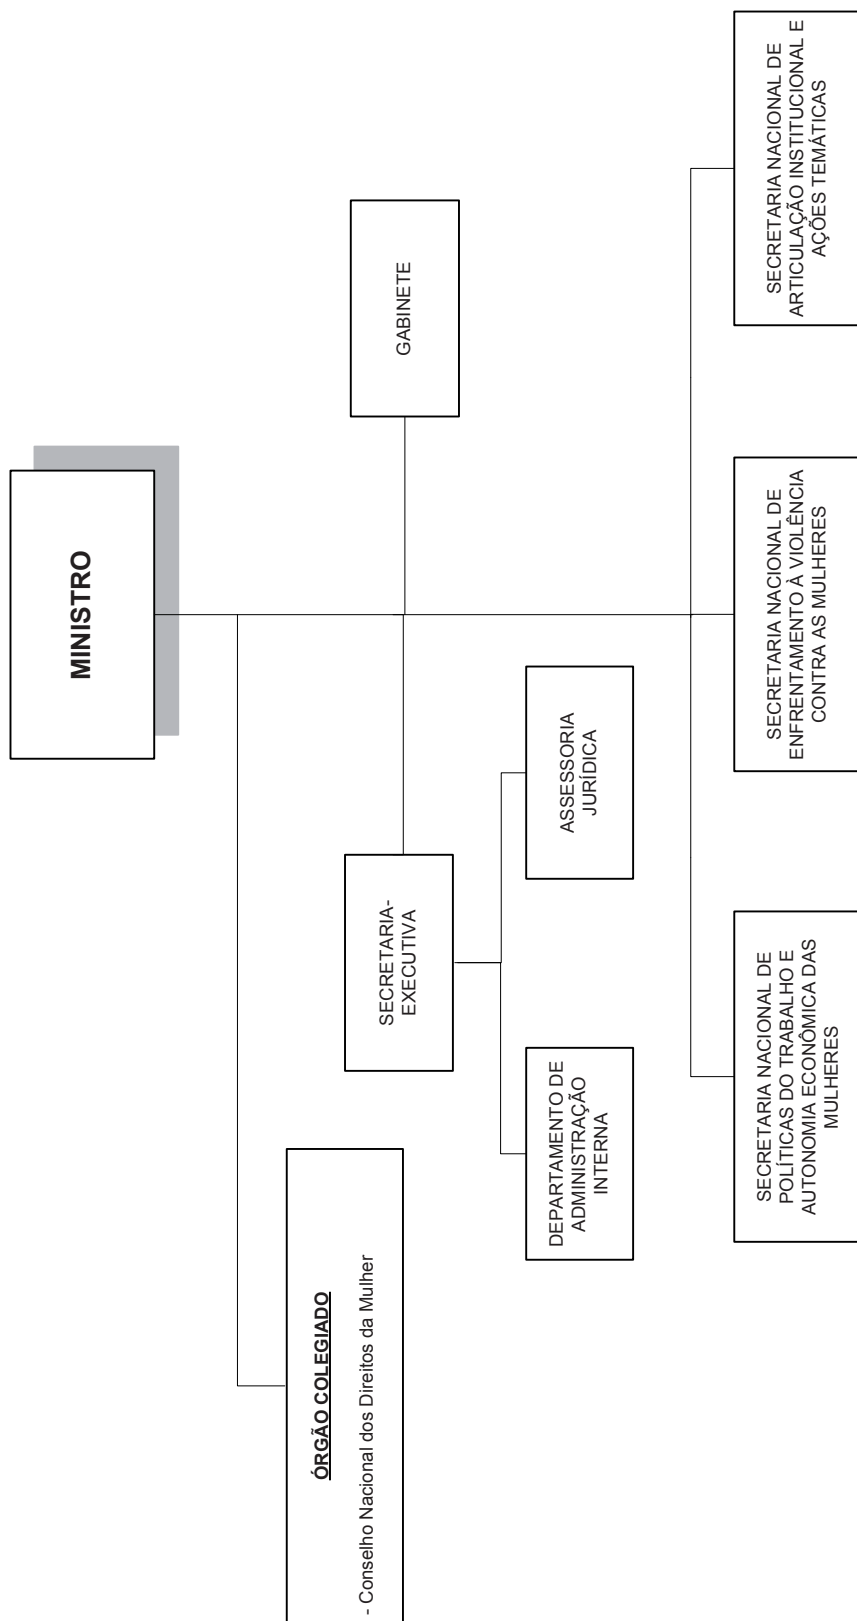 MINISTRO
ÓRGÃO COLEGIADO
- Conselho Nacional dos Direitos da Mulher
SECRETARIA-
EXECUTIVA
GABINETE
DEPARTAMENTO DE
ADMINISTRAÇÃO
INTERNA
ASSESSORIA
JURÍDICA
SECRETARIA NACIONAL DE
POLÍTICAS DO TRABALHO E
AUTONOMIA ECONÔMICA DAS
MULHERES
SECRETARIA NACIONAL DE
ENFRENTAMENTO À VIOLÊNCIA
CONTRA AS MULHERES
SECRETARIA NACIONAL DE
ARTICULAÇÃO INSTITUCIONAL E
AÇÕES TEMÁTICAS